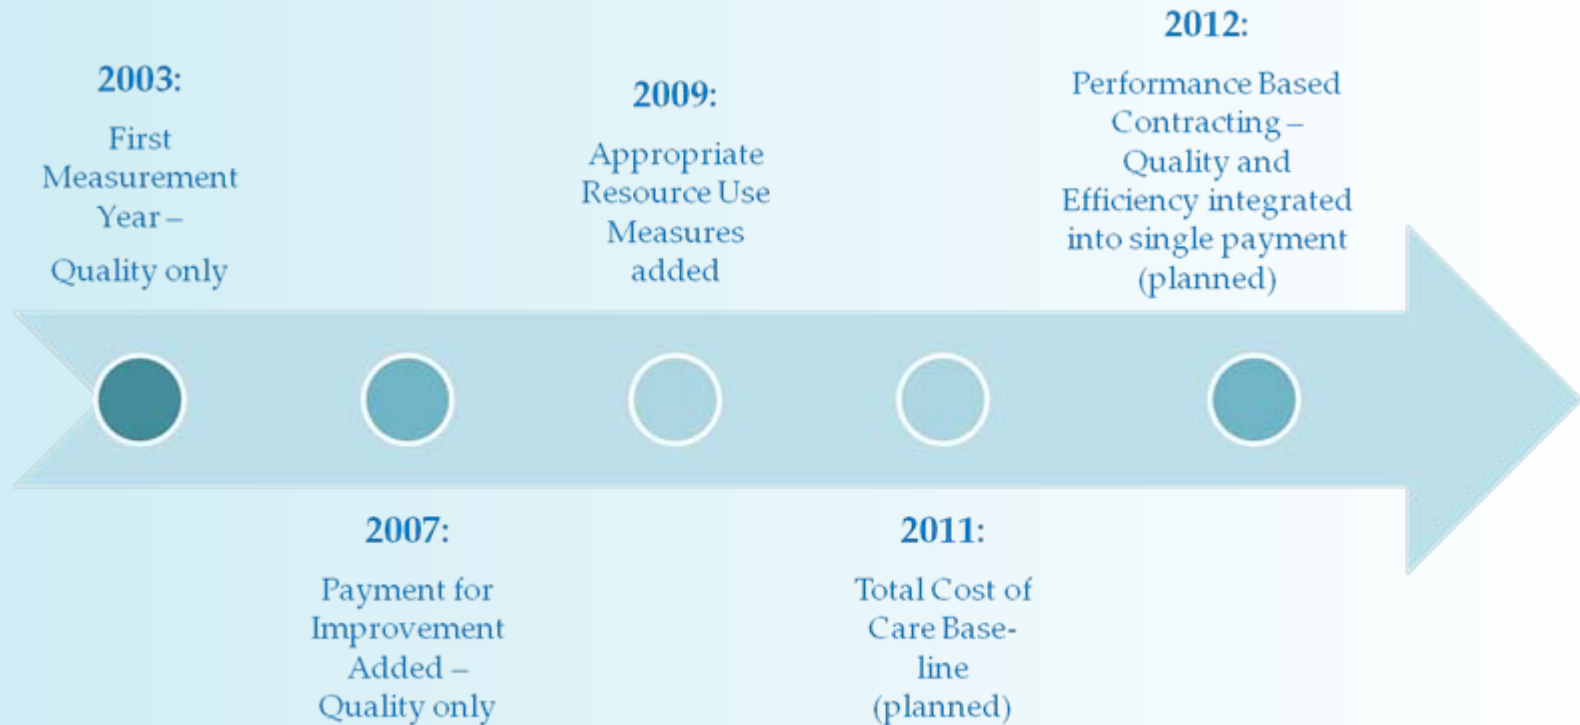 2003:
First
Measurement
Year –
Quality only
2007:
Payment for
Improvement
Added –
Quality only
2009:
Appropriate
Resource Use
Measures
added
2011:
Total Cost of
Care Base-
line
(planned)
2012:
Performance Based
Contracting –
Quality and
Efficiency integrated
into single payment
(planned)